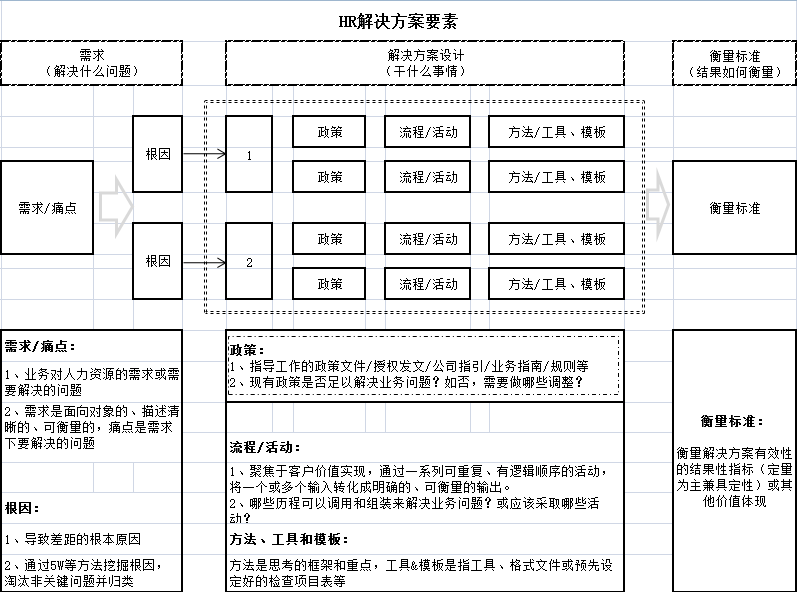 HR解决方案要素
需求
（解决什么问题）
解决方案设计
（干什么事情）
衡量标准
（结果如何衡量）
需求/痛点
根因
1
政策
流程/活动
方法/工具、模板
政策
流程/活动
方法/工具、模板
根因
2
政策
流程/活动
方法/工具、模板
政策
流程/活动
方法/工具、模板
衡量标准
需求/痛点：
1、业务对人力资源的需求或需
要解决的问题
2、需求是面向对象的、描述清
晰的、可衡量的，痛点是需求
下要解决的问题
根因：
1、导致差距的根本原因
2、通过5W等方法挖掘根因，
淘汰非关键问题并归类
政策：
1、指导工作的政策文件/授权发文/公司指引/业务指南/规则等
2、现有政策是否足以解决业务问题？如否，需要做哪些调整？
流程/活动：
1、聚焦于客户价值实现，通过一系列可重复、有逻辑顺序的活动，
将一个或多个输入转化成明确的、可衡量的输出。
2、哪些历程可以调用和组装来解决业务问题？或应该采取哪些活
动？
方法、工具和模板：
方法是思考的框架和重点，工具&模板是指工具、格式文件或预先设
定好的检查项目表等
衡量标准：
衡量解决方案有效性
的结果性指标（定量
为主兼具定性）或其
他价值体现